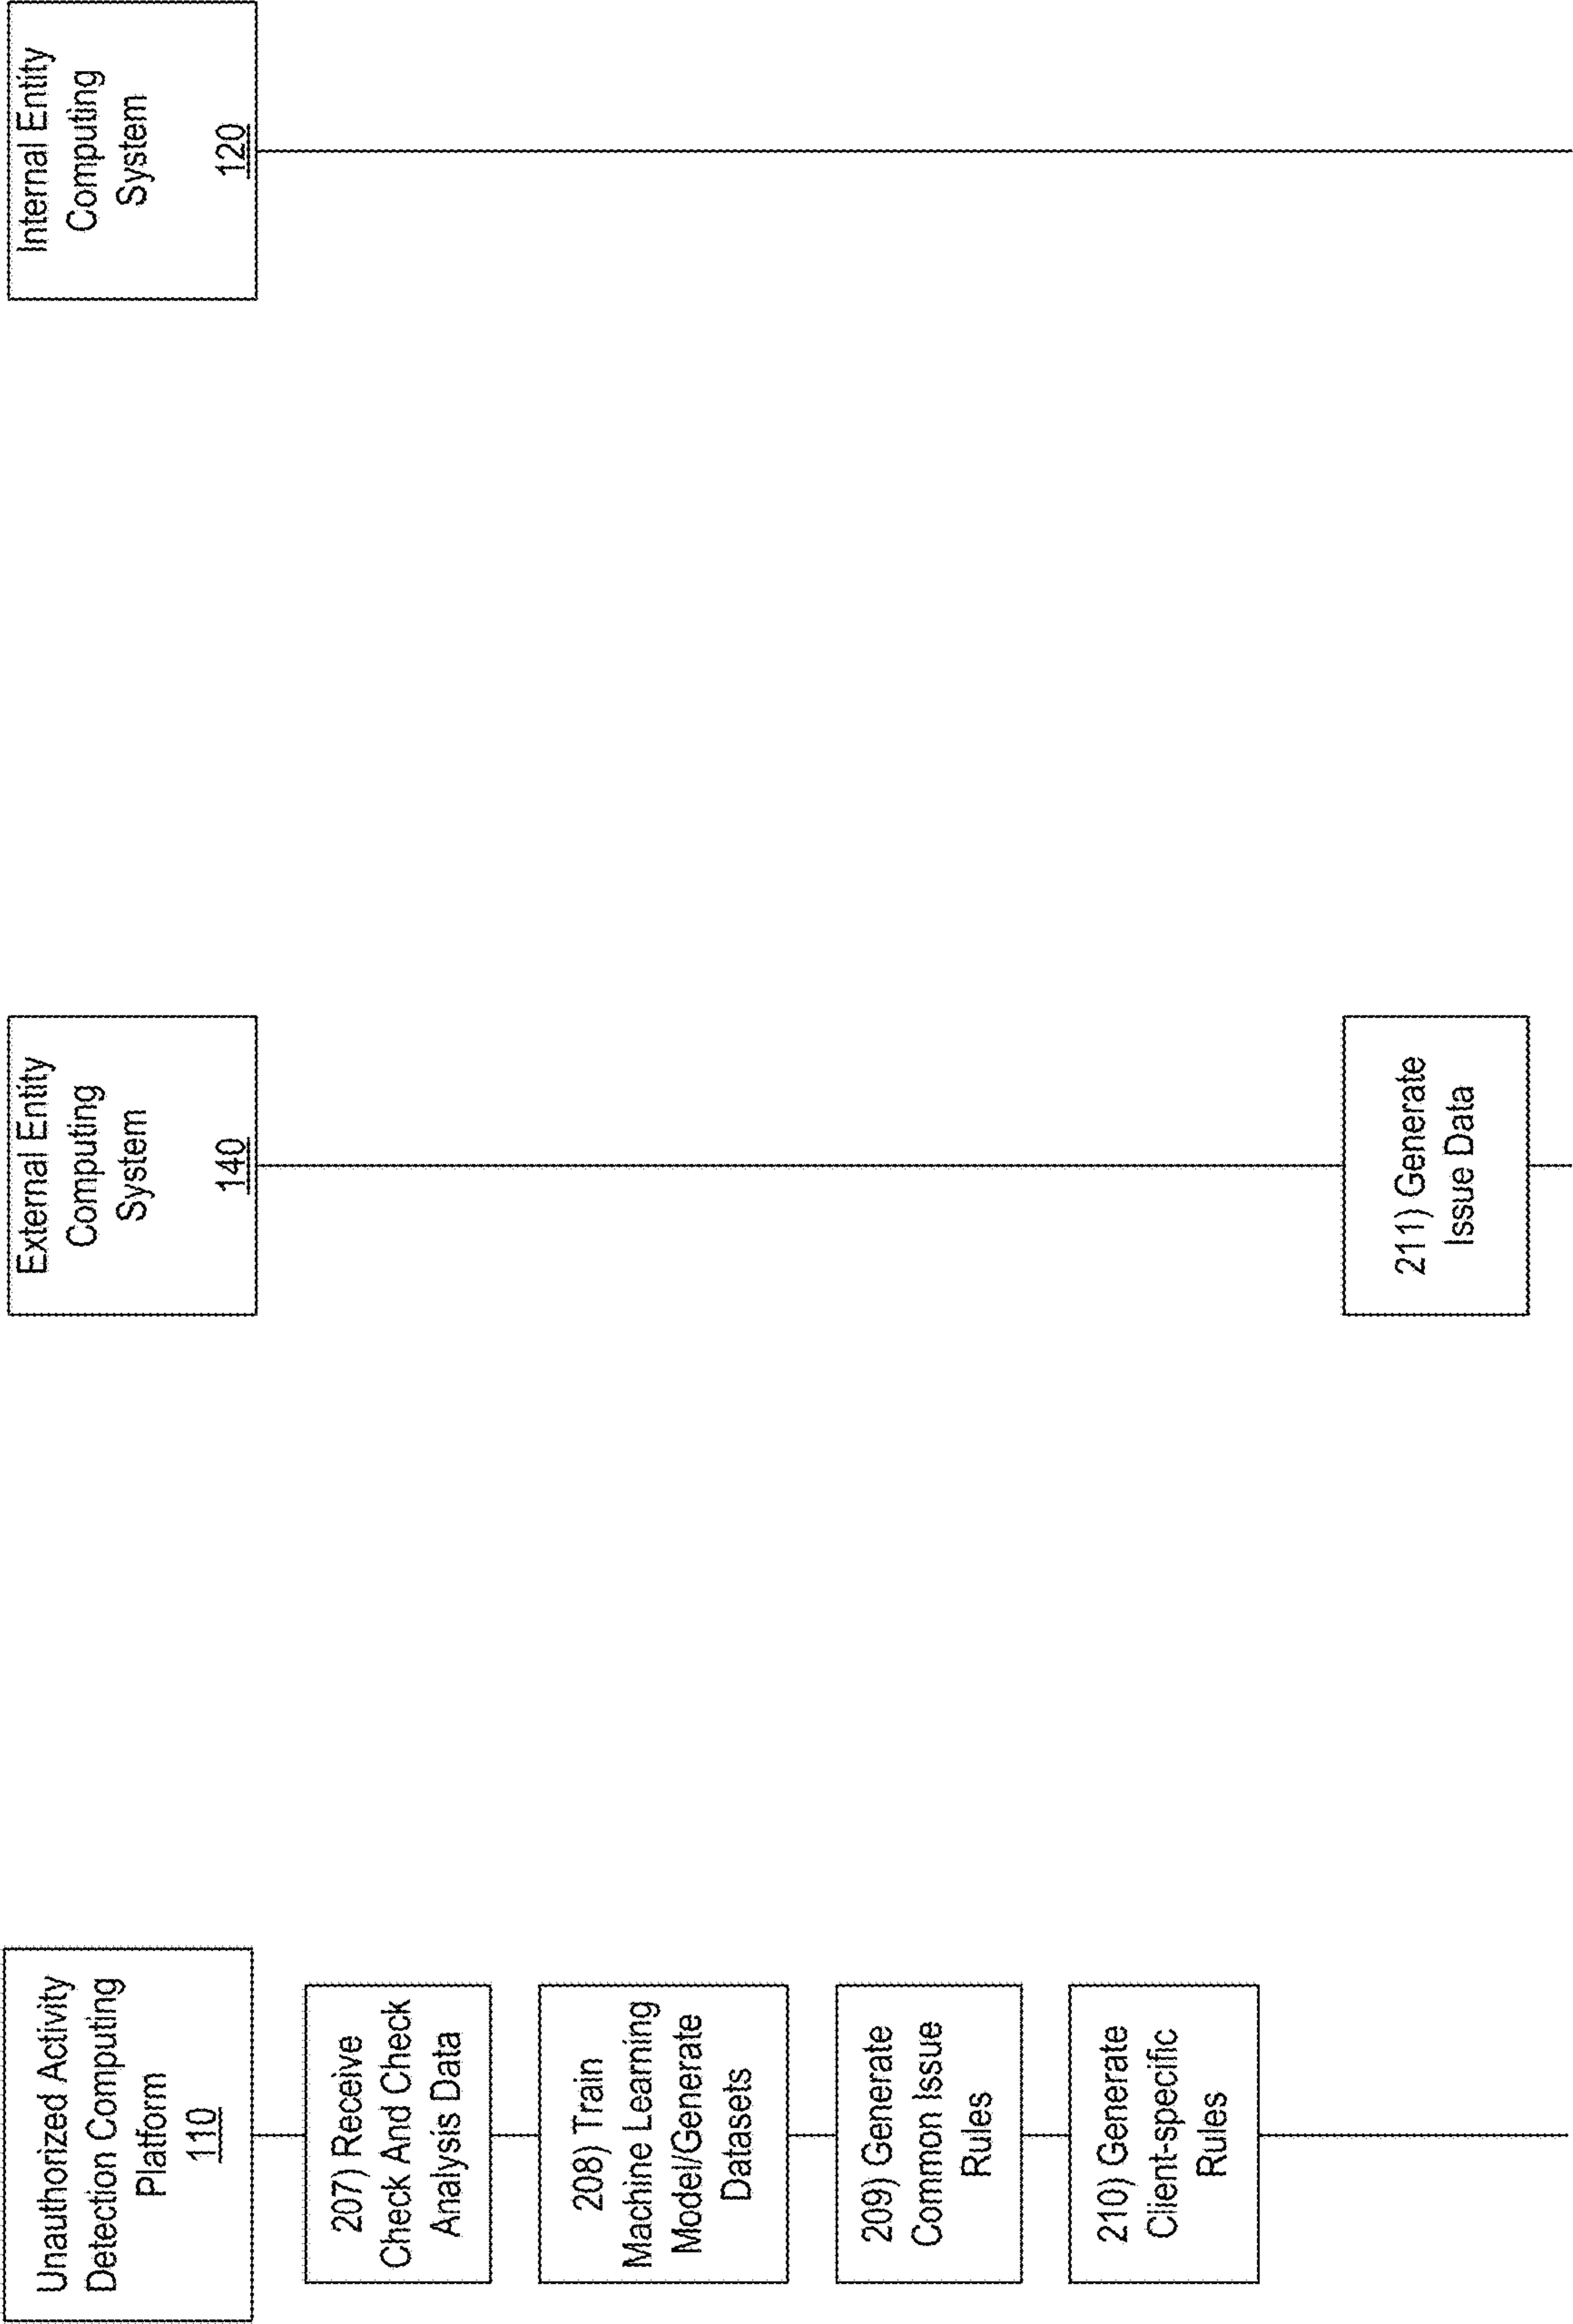 Unauthorized Activity
Detection Computing
Platform
110
External Entity
Computing
System
140
Internal Entity
Computing
System
120
207) Receive
Check And Check
Analysis Data
208) Train
Machine Learning
Model/Generate
Datasets
209) Generate
Common Issue
Rules
210) Generate
Client-specific
Rules
211) Generate
Issue Data